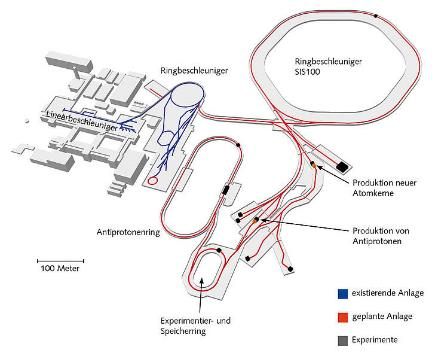 Ringbeschleuniger
Ringbeschleuniger
SIS100
Linearbeschleuniger
Produktion neuer
Atomkerne
Antiprotonenring
Produktion von
Antiprotonen
100 Meter
existierende Anlage
geplante Anlage
Experimente
Experimentier- und
Speicherring